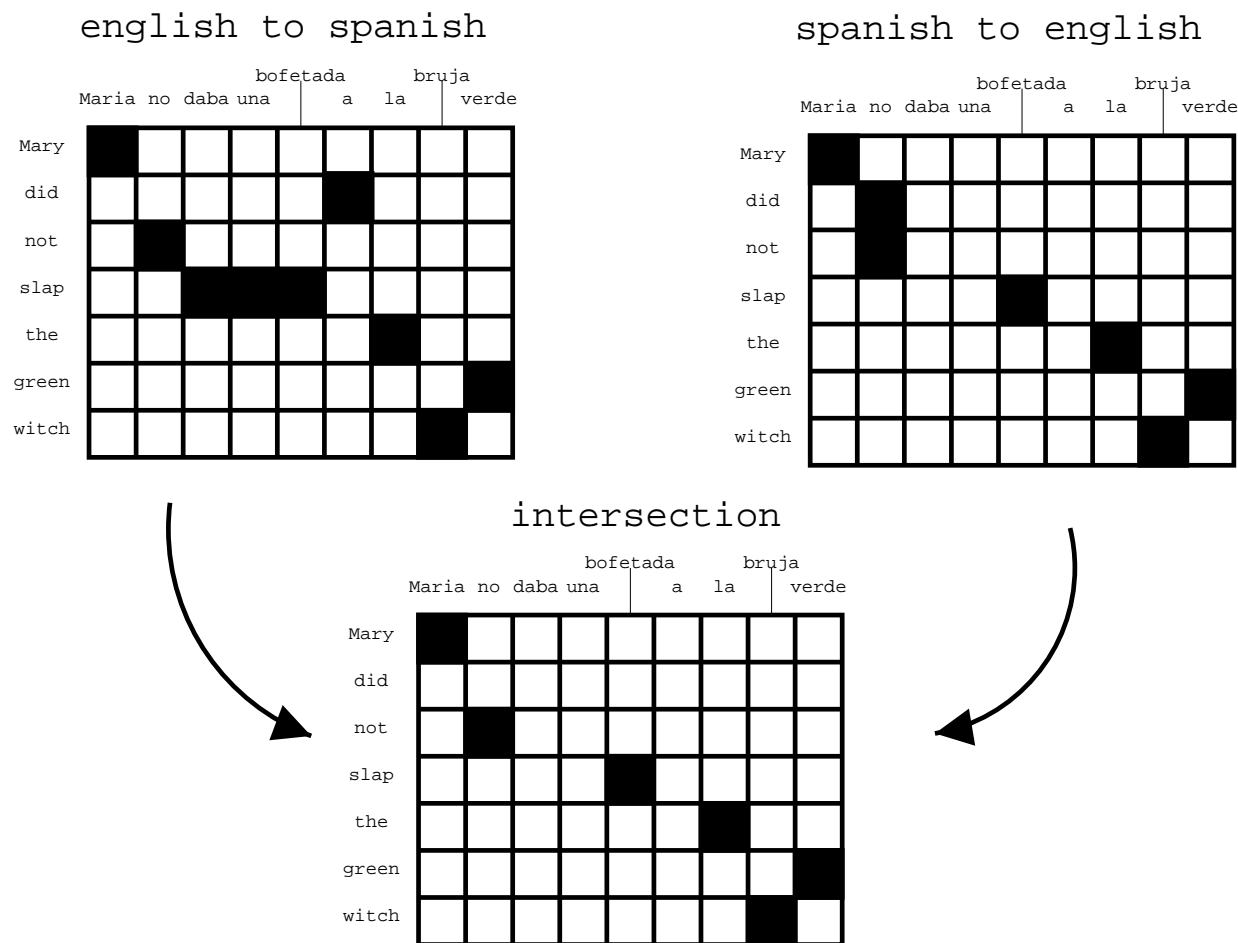 english to spanish
bofetada bruja
Maria no daba una a la verde
Mary
did
not
slap
the
green
witch
spanish to english
bofetada bruja
Maria no daba una a la verde
Mary
did
not
slap
the
green
witch
intersection
bofetada bruja
Maria no daba una a la verde
Mary
did
not
slap
the
green
witch